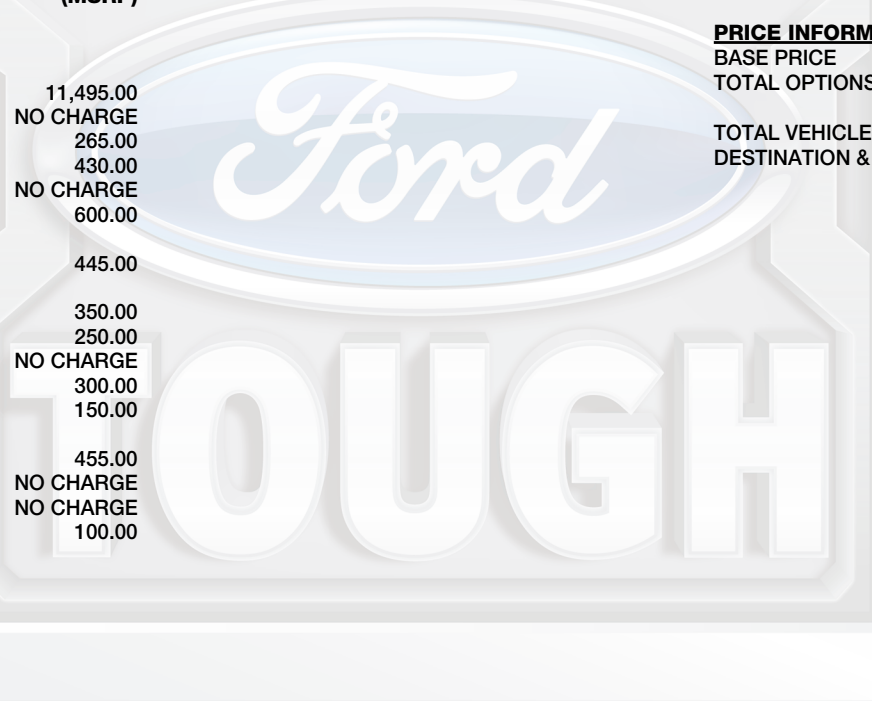 (MSRP)
11,495.00
NO CHARGE
265.00
430.00
NO CHARGE
600.00
445.00
350.00
250.00
NO CHARGE
300.00
150.00
455.00
NO CHARGE
NO CHARGE
100.00
PRICE INFORM
BASE PRICE
TOTAL OPTIONS
TOTAL VEHICLE
DESTINATION &
Ford
TOUGH